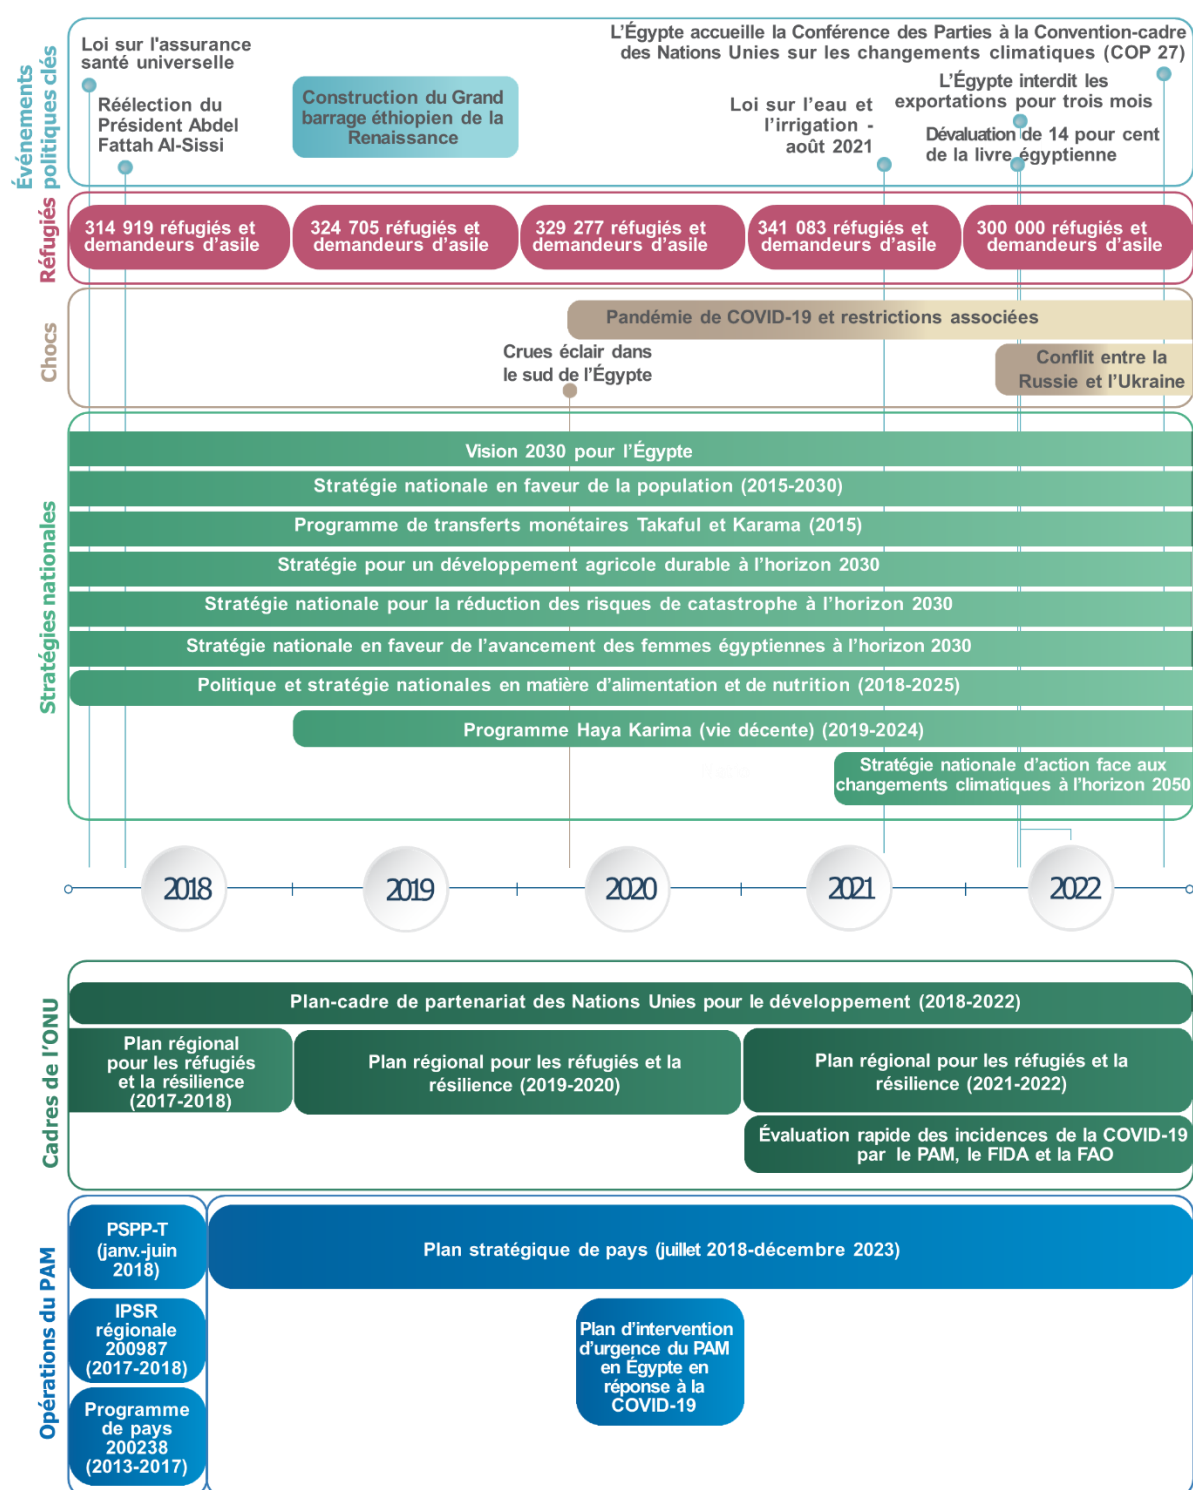 Événements
politiques clés
Loi sur l'assurance
santé universelle
Réélection du
Président Abdel
Fattah Al-Sissi
Construction du Grand
barrage éthiopien de la
Renaissance
L'Égypte accueille la Conférence des Parties à la Convention-cadre
des Nations Unies sur les changements climatiques (COP 27)
L'Égypte interdit les
exportations pour trois mois
Loi sur l'eau et
l'irrigation -
août 2021
Dévaluation de 14 pour cent
de la livre égyptienne
Réfugiés
314 919 réfugiés et
demandeurs d'asile
324 705 réfugiés et
demandeurs d'asile
329 277 réfugiés et
demandeurs d'asile
341 083 réfugiés et
demandeurs d'asile
300 000 réfugiés et
demandeurs d'asile
Chocs
Pandémie de COVID-19 et restrictions associées
Crues éclair dans
le sud de l'Égypte
Conflit entre la
Russie et l'Ukraine
Stratégies nationales
Vision 2030 pour l'Égypte
Stratégie nationale en faveur de la population (2015-2030)
Programme de transferts monétaires Takaful et Karama (2015)
Stratégie pour un développement agricole durable à l'horizon 2030
Stratégie nationale pour la réduction des risques de catastrophe à l'horizon 2030
Stratégie nationale en faveur de l'avancement des femmes égyptiennes à l'horizon 2030
Politique et stratégie nationales en matière d'alimentation et de nutrition (2018-2025)
Programme Haya Karima (vie décente) (2019-2024)
Stratégie nationale d'action face aux
changements climatiques à l'horizon 2050
2018
2019
2020
2021
2022
Cadres de l'ONU
Plan-cadre de partenariat des Nations Unies pour le développement (2018-2022)
Plan régional
pour les réfugiés
et la résilience
(2017-2018)
Plan régional pour les réfugiés et la
résilience (2019-2020)
Plan régional pour les réfugiés et la
résilience (2021-2022)
Évaluation rapide des incidences de la COVID-19
par le PAM, le FIDA et la FAO
Opérations du PAM
PSPP-T
(janv.-juin
2018)
Plan stratégique de pays (juillet 2018-décembre 2023)
IPSR
régionale
200987
(2017-2018)
Plan d'intervention
d'urgence du PAM
en Égypte en
réponse à la
COVID-19
Programme
de pays
200238
(2013-2017)